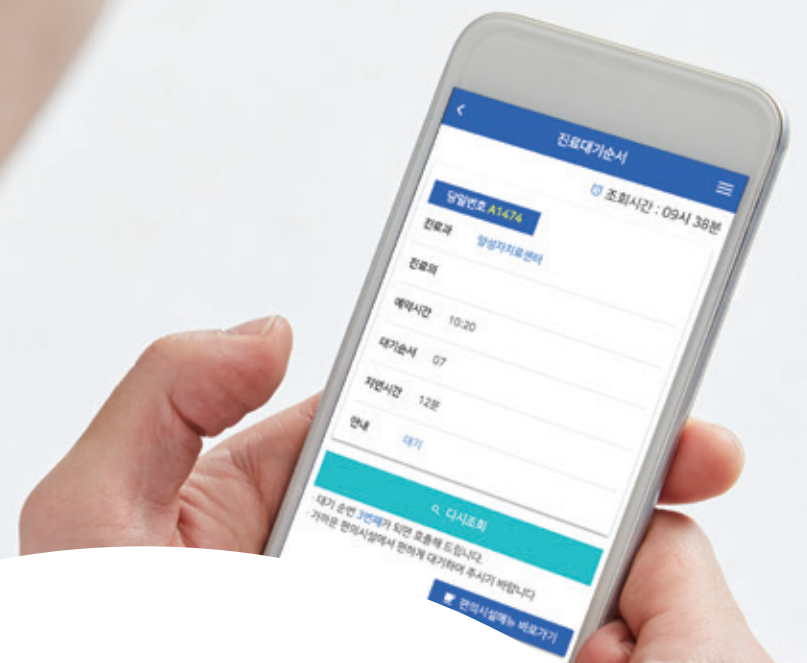 진료대기순서
조회시간 : 09시 38분
당일번호 A1474
진료과 양성자치료센터
진료의
예약시간 10:20
대기순서 07
지연시간 12분
안내 대기
다시조회
· 대기 순번 3번째가 되면 호출해 드립니다.
· 가까운 편의시설에서 편하게 대기하여 주시기 바랍니다
편의시설메뉴 바로가기